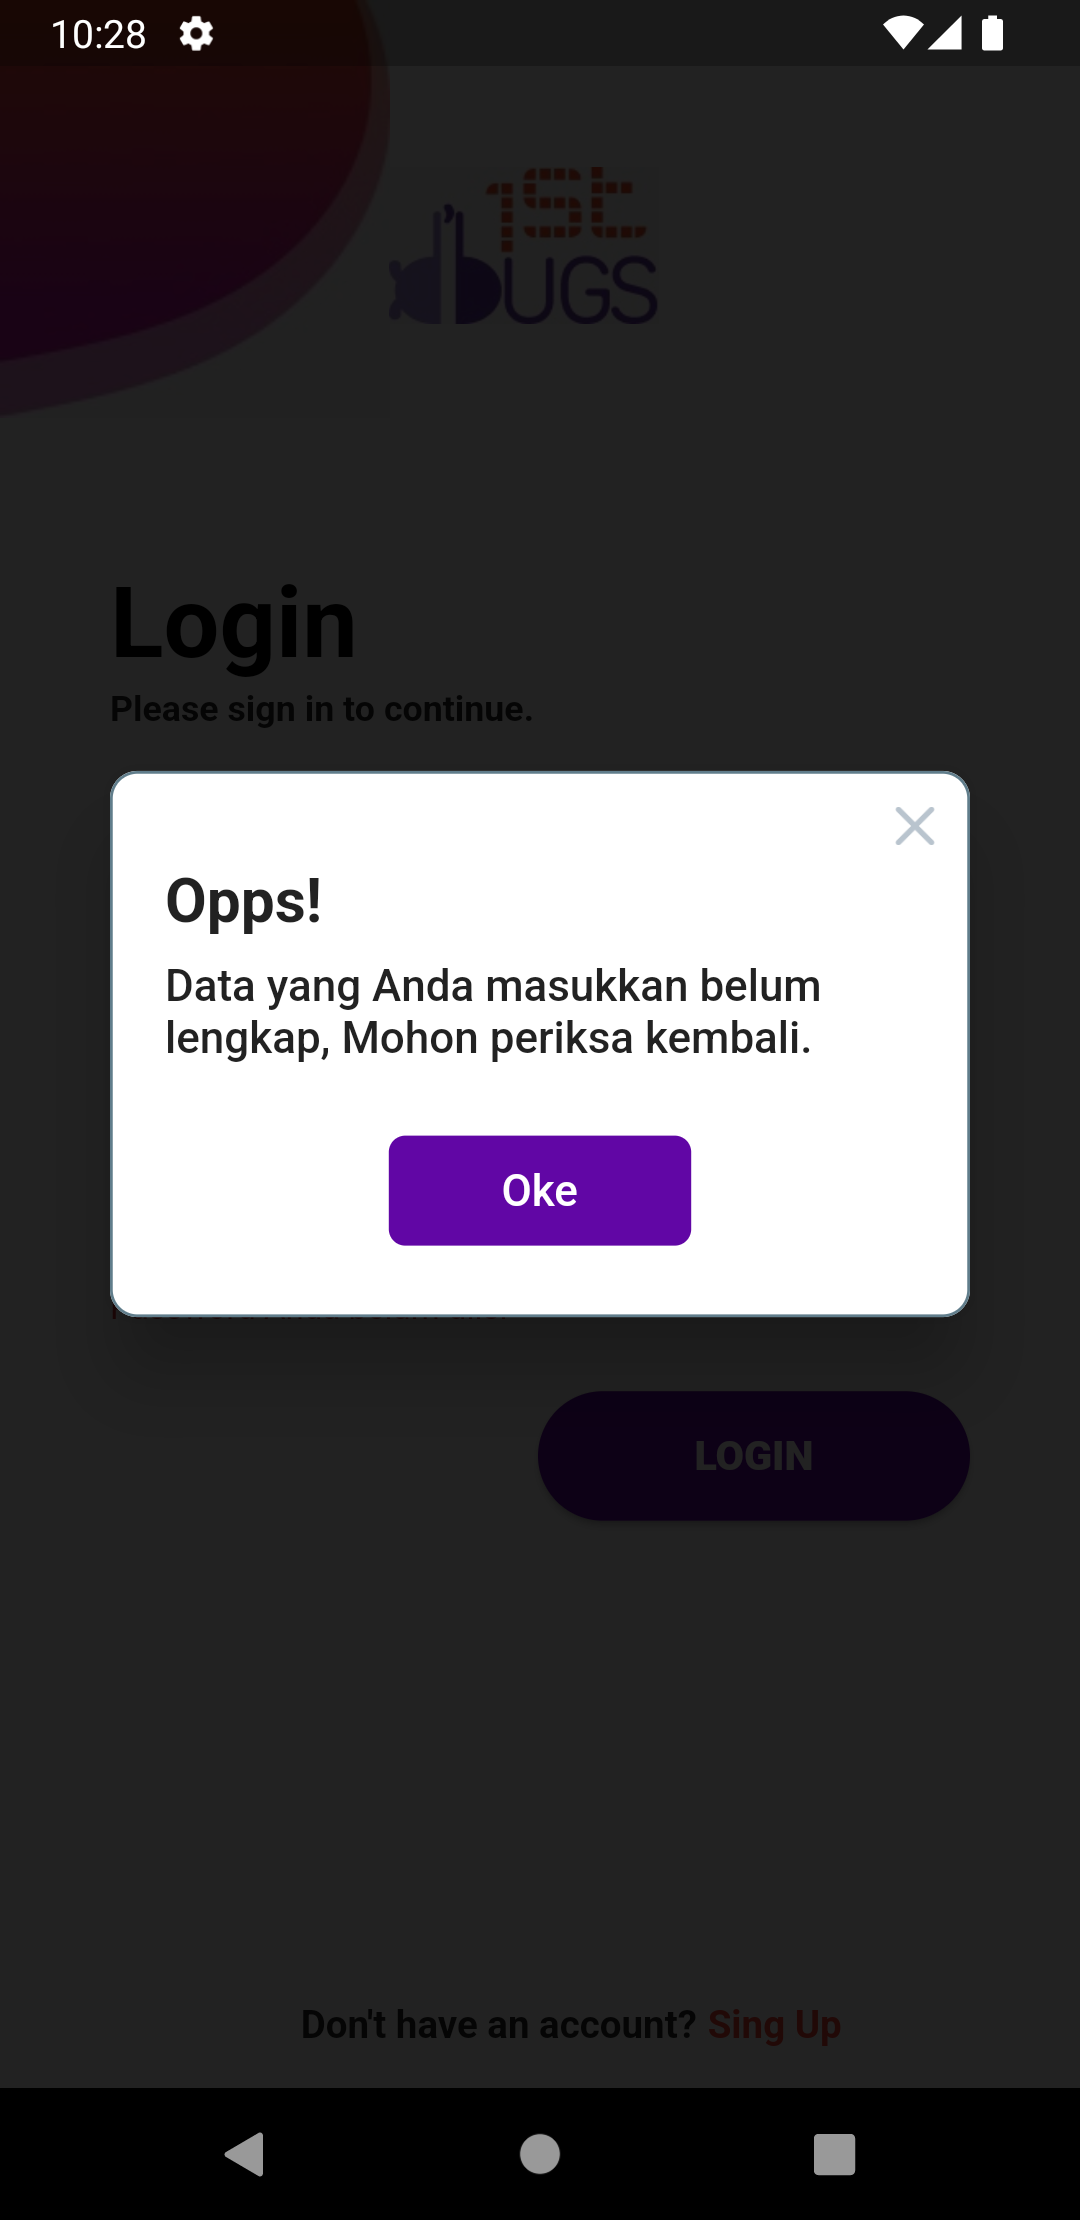 10:28
1St
bUGS
Login
Please sign in to continue.
Opps!
Data yang Anda masukkan belum
lengkap, Mohon periksa kembali.
Oke
LOGIN
Don't have an account? Sing Up